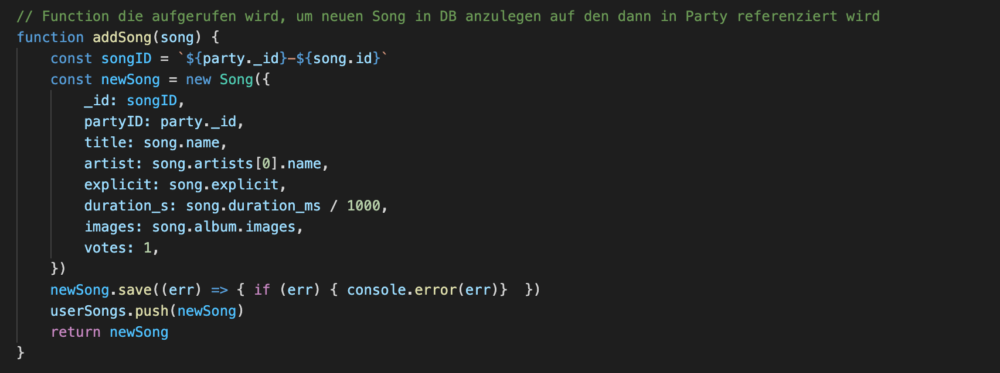 // Function die aufgerufen wird, um neuen Song in DB anzulegen auf den dann in Party referenziert wird
function addSong(song) {
    const songID = `${party._id}-${song.id}`
    const newSong = new Song({
        _id: songID,
        partyID: party._id,
        title: song.name,
        artist: song.artists[0].name,
        explicit: song.explicit,
        duration_s: song.duration_ms / 1000,
        images: song.album.images,
        votes: 1,
    })
    newSong.save((err) => { if (err) { console.error(err)}  })
    userSongs.push(newSong)
    return newSong
}